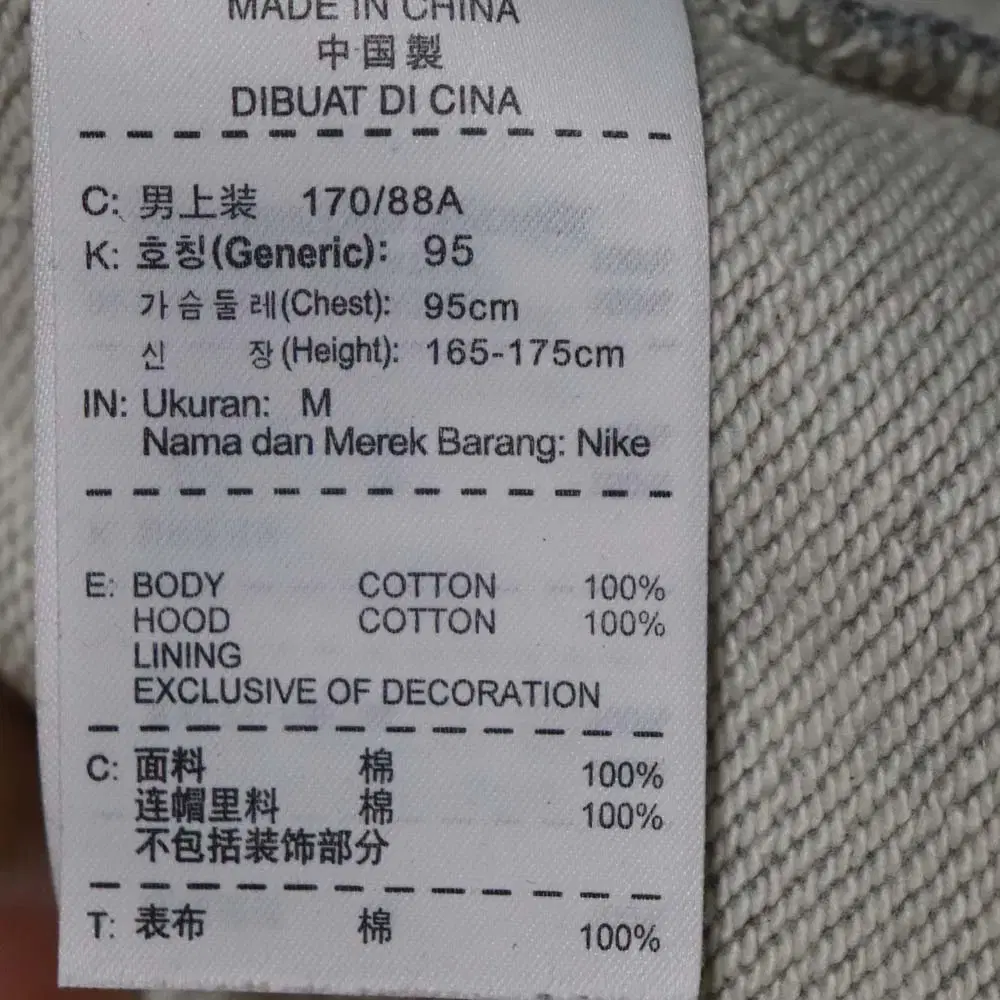 MADE IN CHINA
中国製
DIBUAT DI CINA
C: 男上装 170/88A
K: 호칭(Generic): 95
가슴둘레(Chest): 95cm
신 장(Height): 165-175cm
IN: Ukuran: M
Nama dan Merek Barang: Nike
E: BODY COTTON 100%
HOOD COTTON 100%
LINING
EXCLUSIVE OF DECORATION
C: 面料 棉 100%
连帽里料 棉 100%
不包括装饰部分
T: 表布 棉 100%